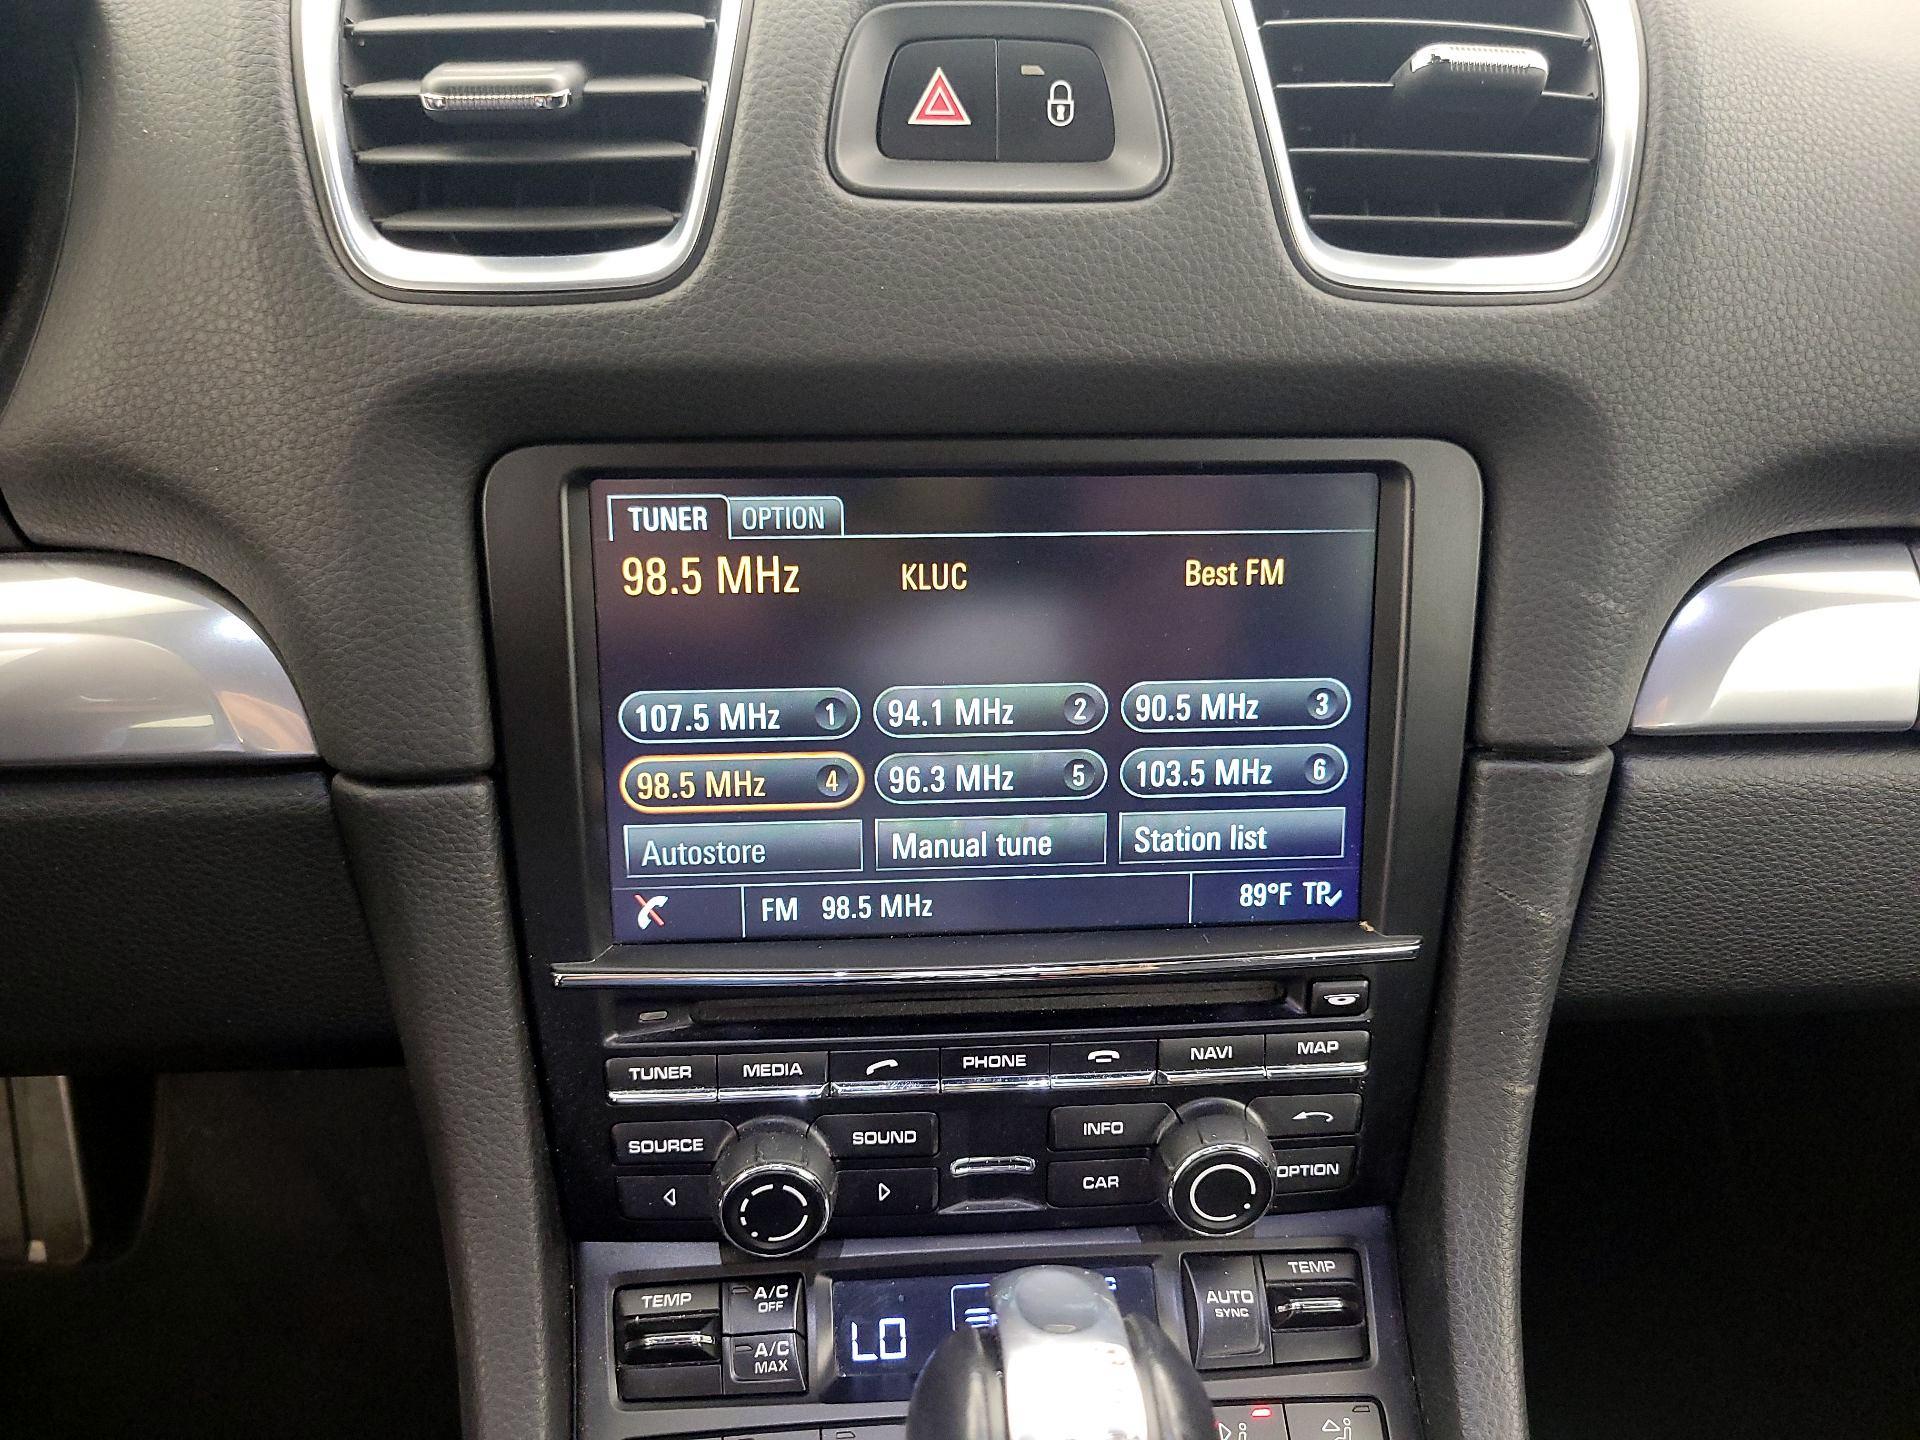 TUNER OPTION
98.5 MHz KLUC Best FM
107.5 MHz 1 94.1 MHz 2 90.5 MHz 3
98.5 MHz 4 96.3 MHz 5 103.5 MHz 6
Autostore Manual tune Station list
FM 98.5 MHz 89°F TP
TUNER MEDIA PHONE NAVI MAP
SOURCE SOUND INFO
CAR OPTION
TEMP A/C OFF AUTO SYNC TEMP
A/C MAX
LO